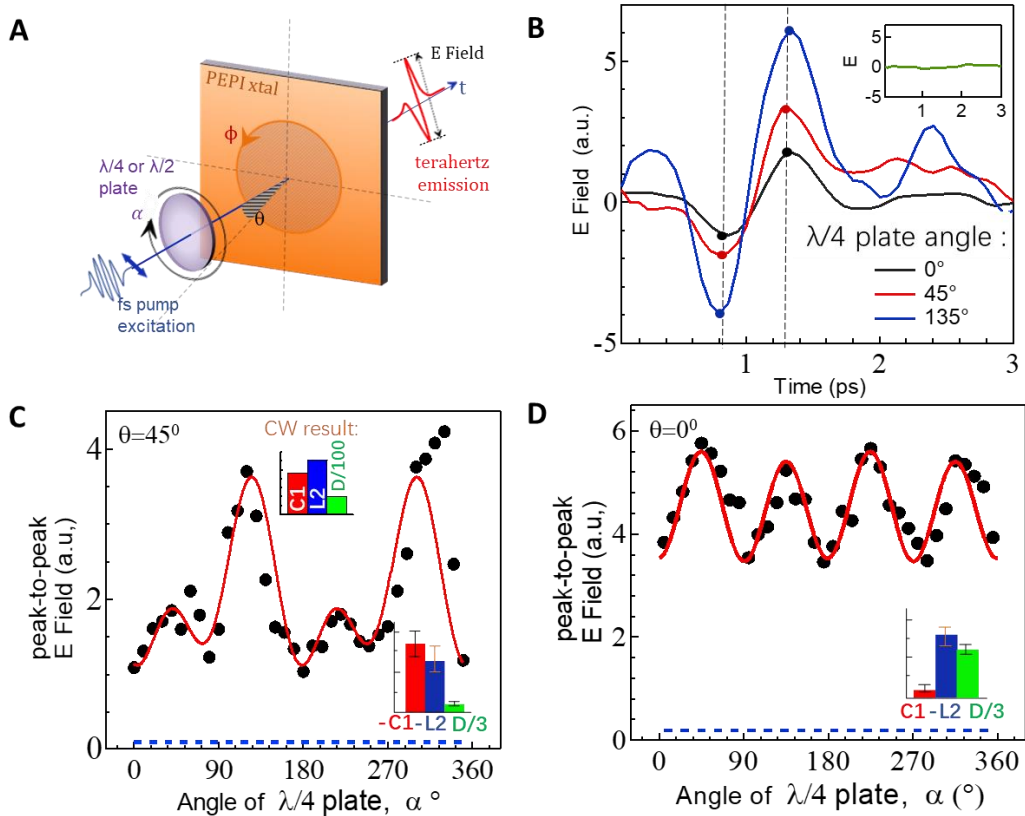 A
PEPI xtal
E Field
t
ϕ
λ/4 or λ/2
plate
α
θ
terahertz
emission
fs pump
excitation
B
E Field (a.u.)
5
0
-5
1
2
3
Time (ps)
E
5
0
-5
0
1
2
3
λ/4 plate angle :
0°
45°
135°
C
θ=45⁰
CW result:
C1
L2
D/100
peak-to-peak
E Field (a.u.)
4
2
0
-C1-L2 D/3
0 90 180 270 360
Angle of λ/4 plate, α °
D
θ=0⁰
peak-to-peak
E Field (a.u.)
6
4
2
0
C1 -L2 D/3
0 90 180 270 360
Angle of λ/4 plate, α (°)